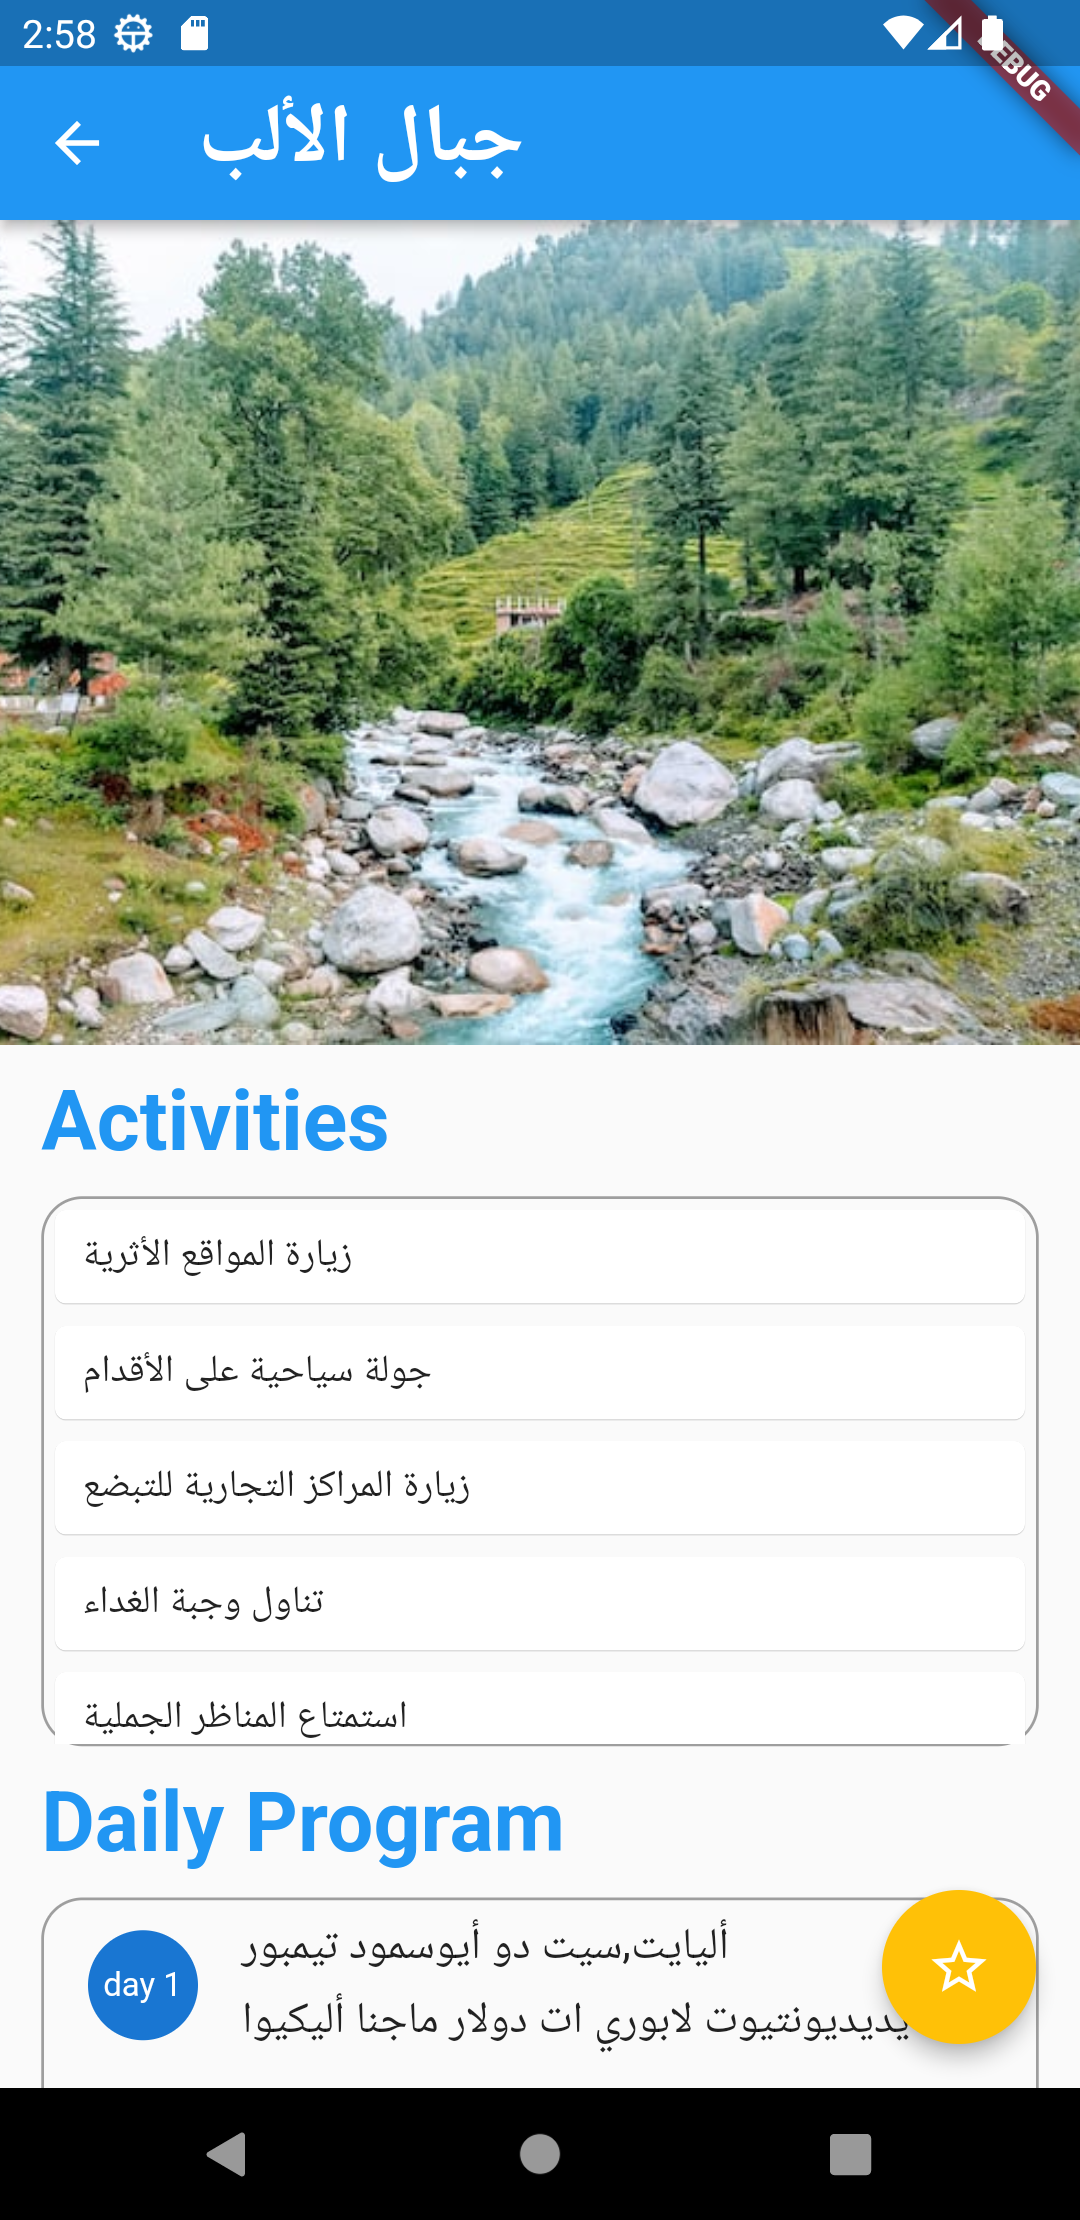 2:58
DEBUG
جبال الألب
Activities
زيارة المواقع الأثرية
جولة سياحية على الأقدام
زيارة المراكز التجارية للتبضع
تناول وجبة الغداء
استمتاع المناظر الجملية
Daily Program
day 1
أليايت,سيت دو أيوسمود تيمبور
يديديونتيوت لابوري ات دولار ماجنا أليكيوا